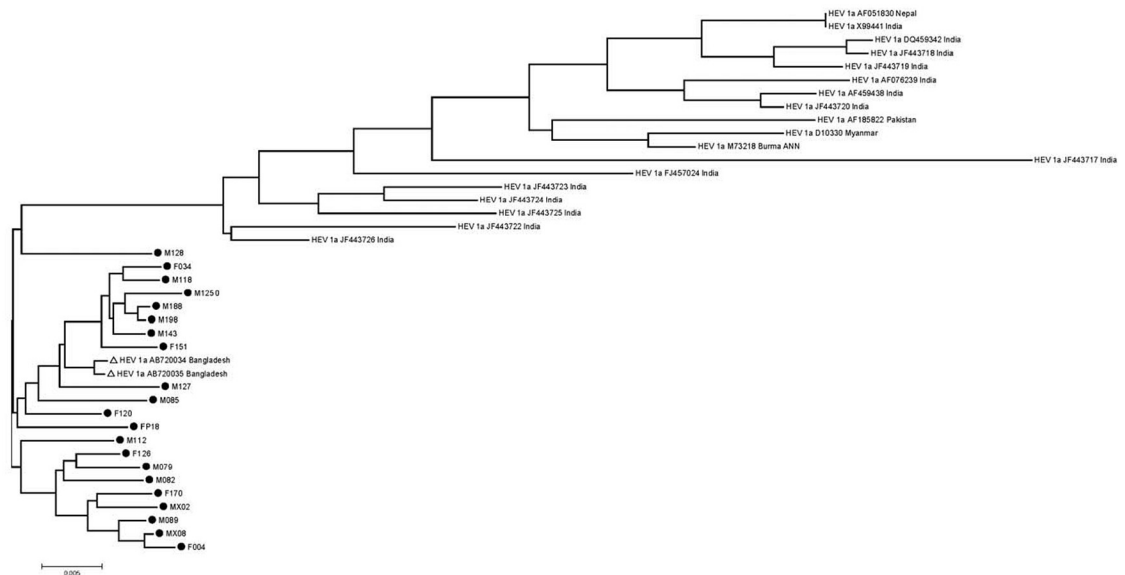 HEV 1a AF051830 Nepal
HEV 1a X99441 India
HEV 1a DQ459342 India
HEV 1a JF443718 India
HEV 1a JF443719 India
HEV 1a AF076239 India
HEV 1a AF459438 India
HEV 1a JF443720 India
HEV 1a AF185822 Pakistan
HEV 1a D10330 Myanmar
HEV 1a M73218 Burma ANN
HEV 1a JF443717 India
HEV 1a FJ457024 India
HEV 1a JF443723 India
HEV 1a JF443724 India
HEV 1a JF443725 India
HEV 1a JF443722 India
HEV 1a JF443726 India
M128
F034
M118
M1250
M188
M198
M143
F151
HEV 1a AB720034 Bangladesh
HEV 1a AB720035 Bangladesh
M127
M085
F120
FP18
M112
F126
M079
M082
F170
MX02
M089
MX08
F004
0.005